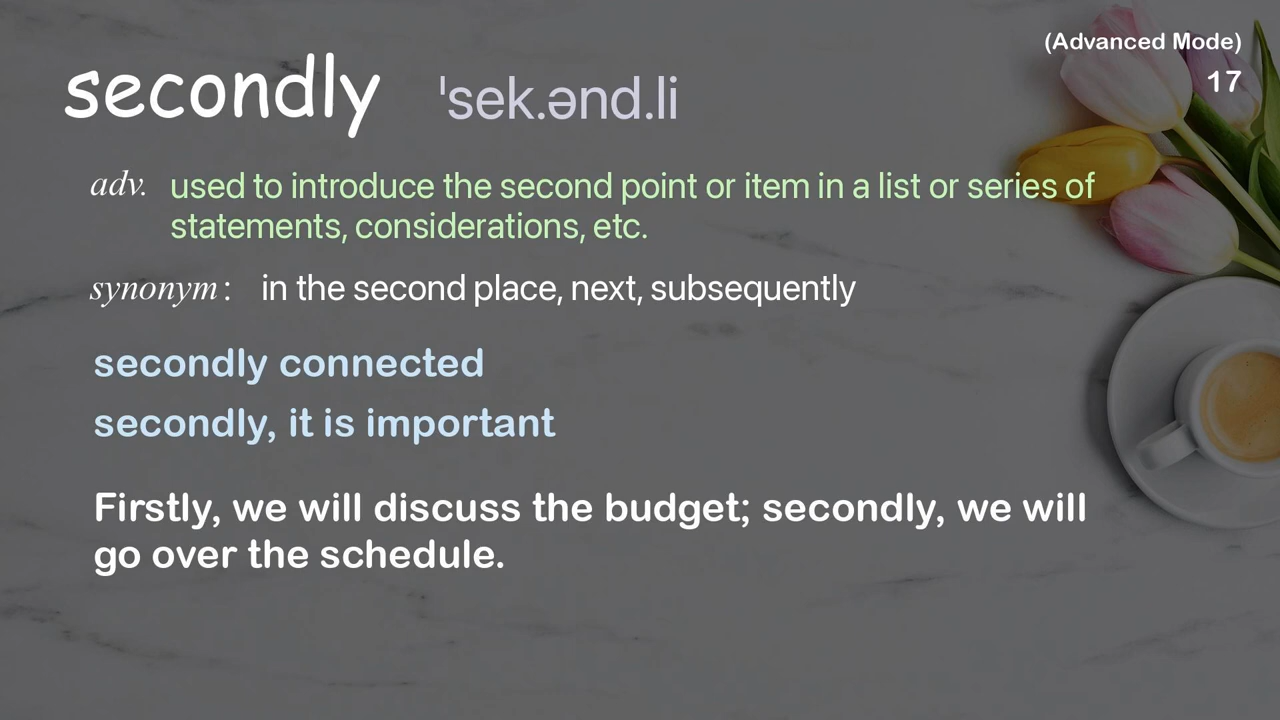 (Advanced Mode)
17
secondly ˈsek.ənd.li
adv. used to introduce the second point or item in a list or series of
statements, considerations, etc.
synonym: in the second place, next, subsequently
secondly connected
secondly, it is important
Firstly, we will discuss the budget; secondly, we will
go over the schedule.